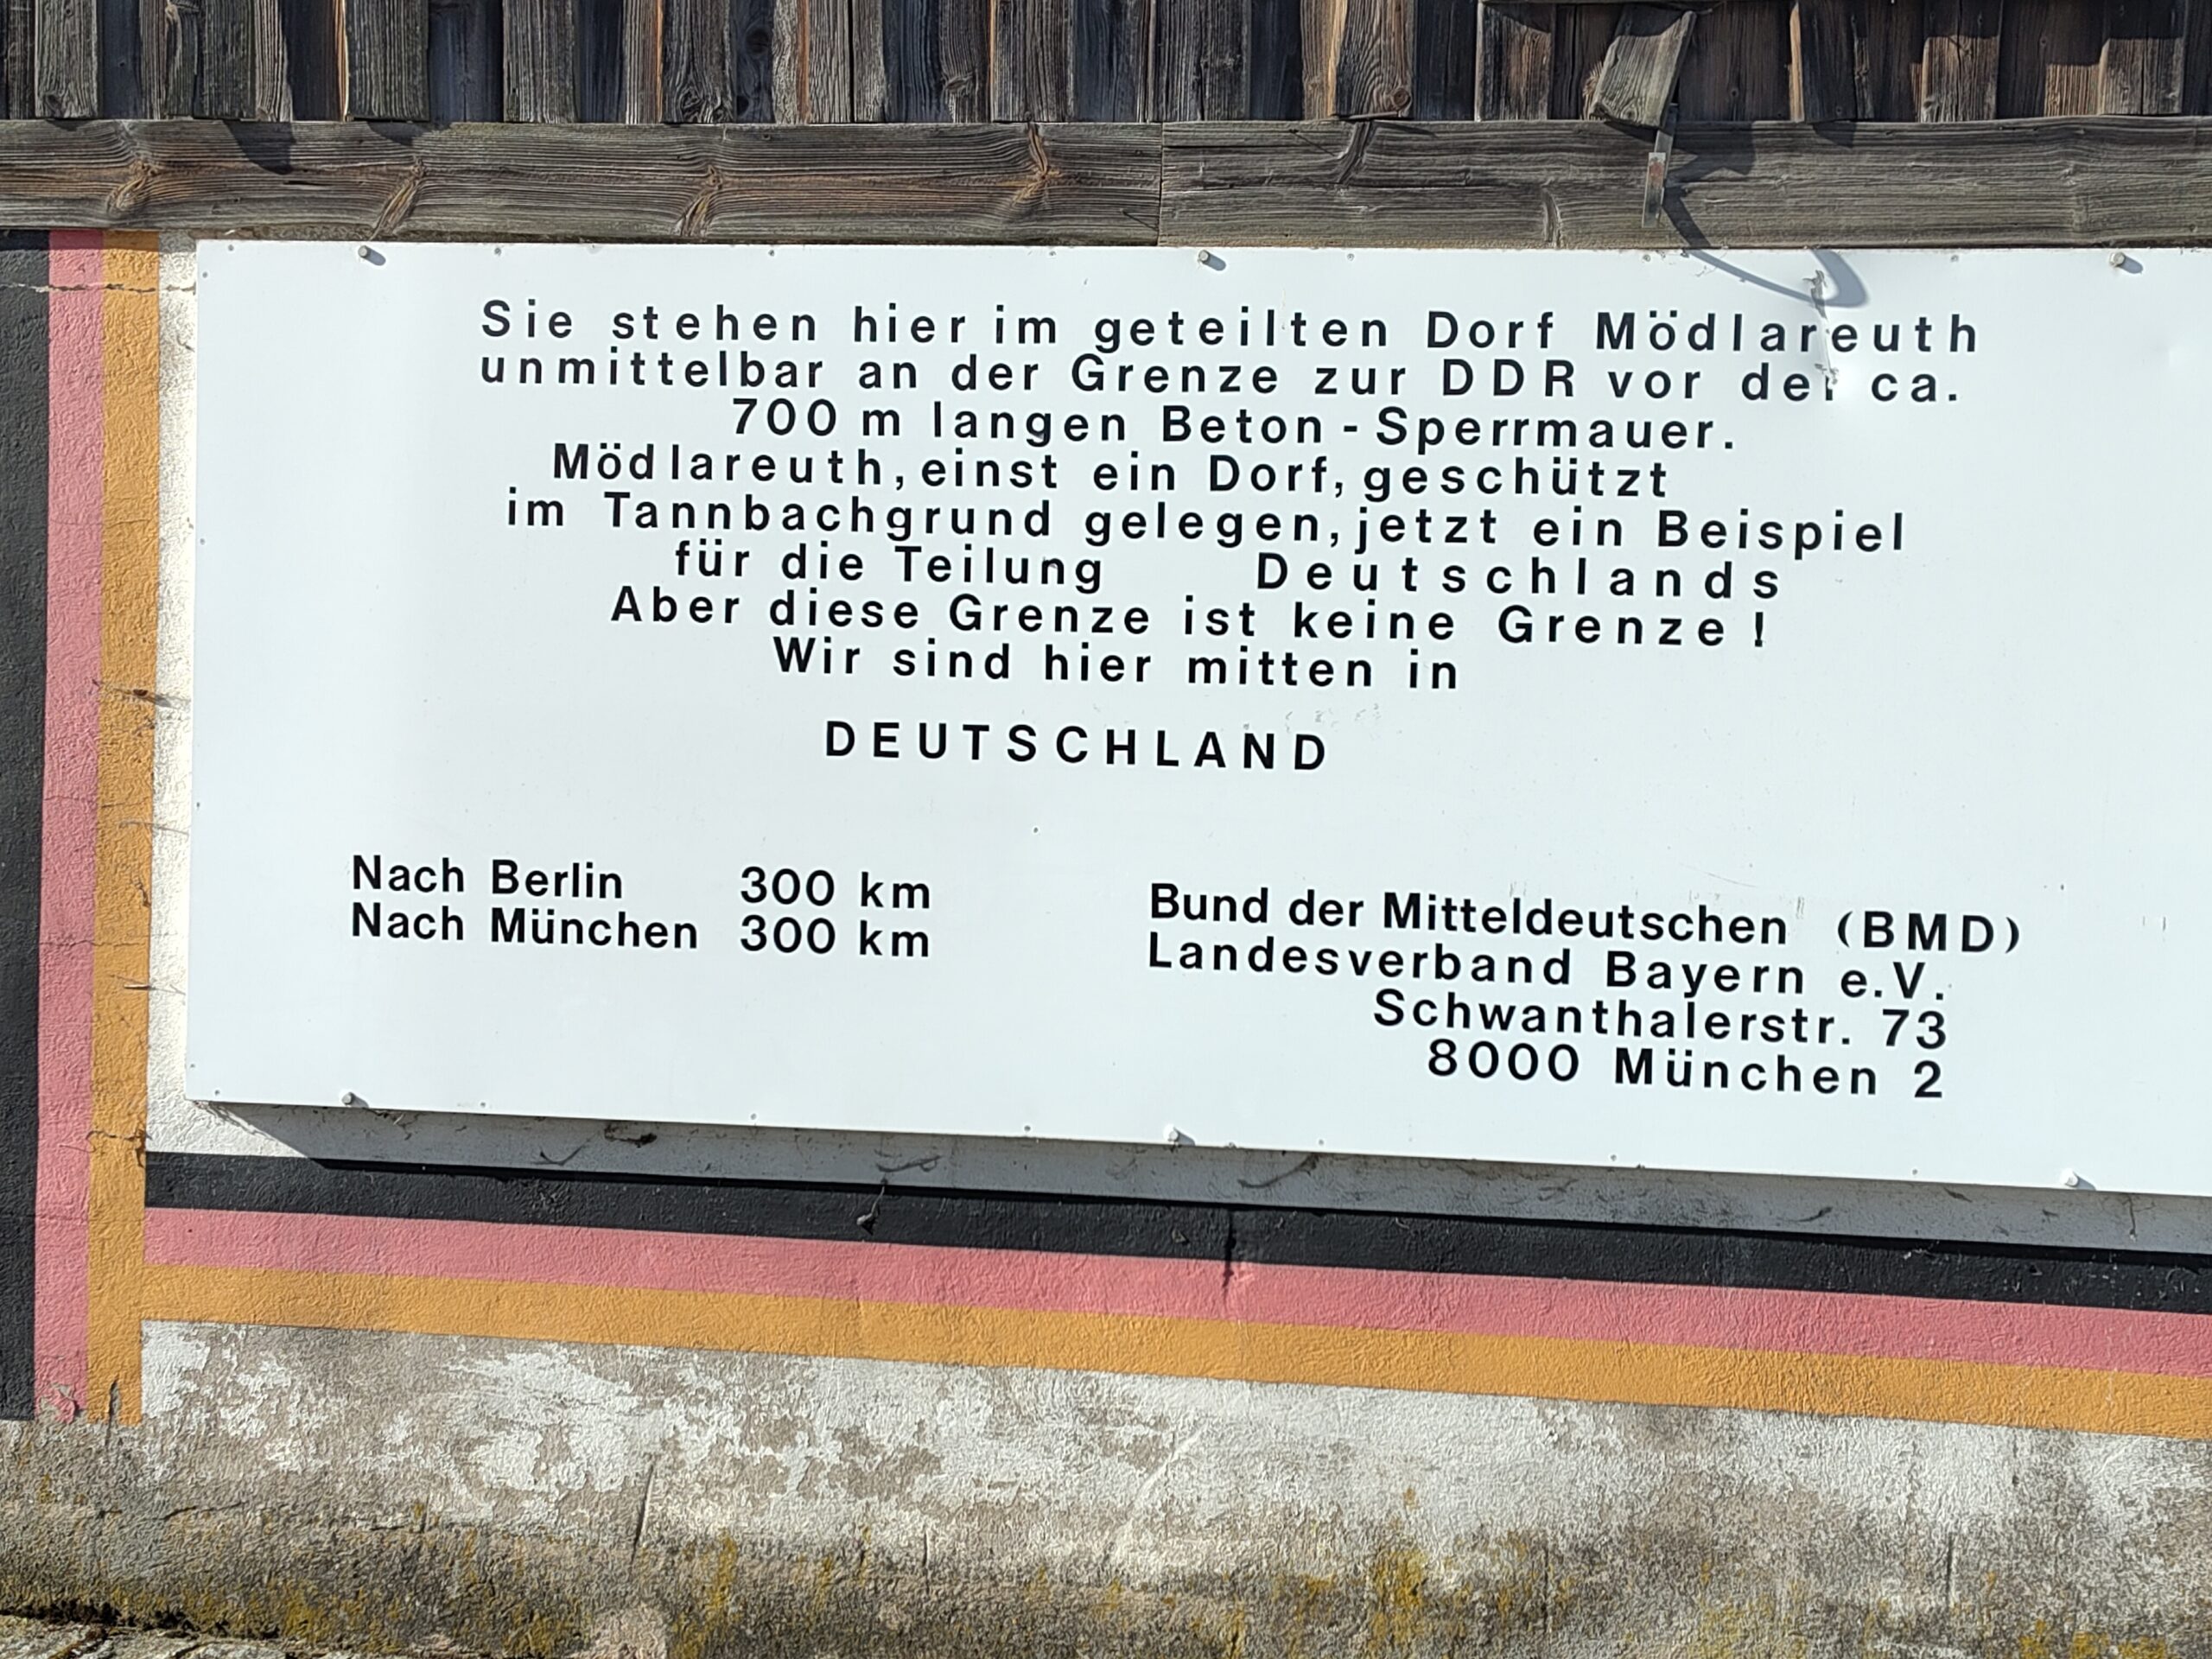 Sie stehen hier im geteilten Dorf Mödlareuth
unmittelbar an der Grenze zur DDR vor der ca.
700 m langen Beton - Sperrmauer.
Mödlareuth, einst ein Dorf, geschützt
im Tannbachgrund gelegen, jetzt ein Beispiel
für die Teilung Deutschlands
Aber diese Grenze ist keine Grenze !
Wir sind hier mitten in
DEUTSCHLAND
Nach Berlin 300 km
Nach München 300 km
Bund der Mitteldeutschen (BMD)
Landesverband Bayern e.V.
Schwanthalerstr. 73
8000 München 2